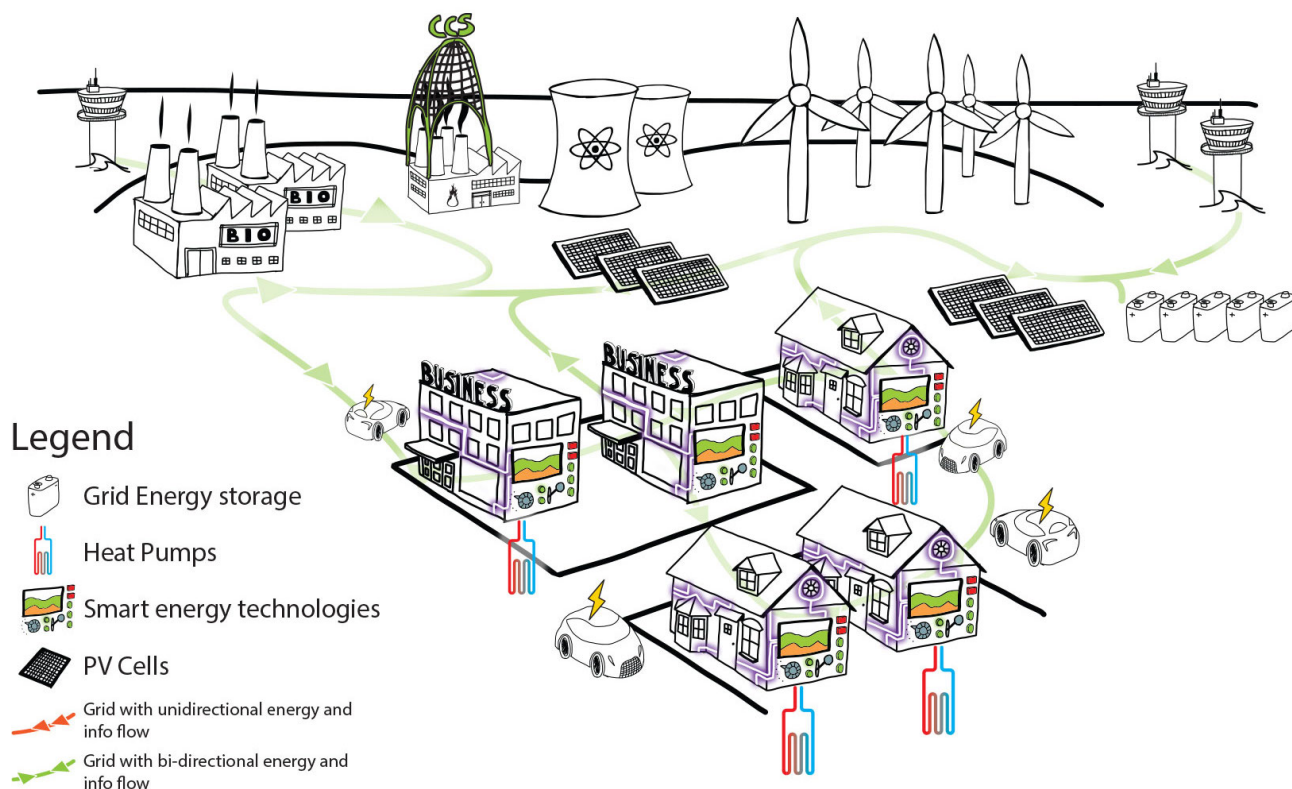 CCS
BIO
BIO
BUSINESS
BUSINESS
Legend
Grid Energy storage
Heat Pumps
Smart energy technologies
PV Cells
Grid with unidirectional energy and
info flow
Grid with bi-directional energy and
info flow